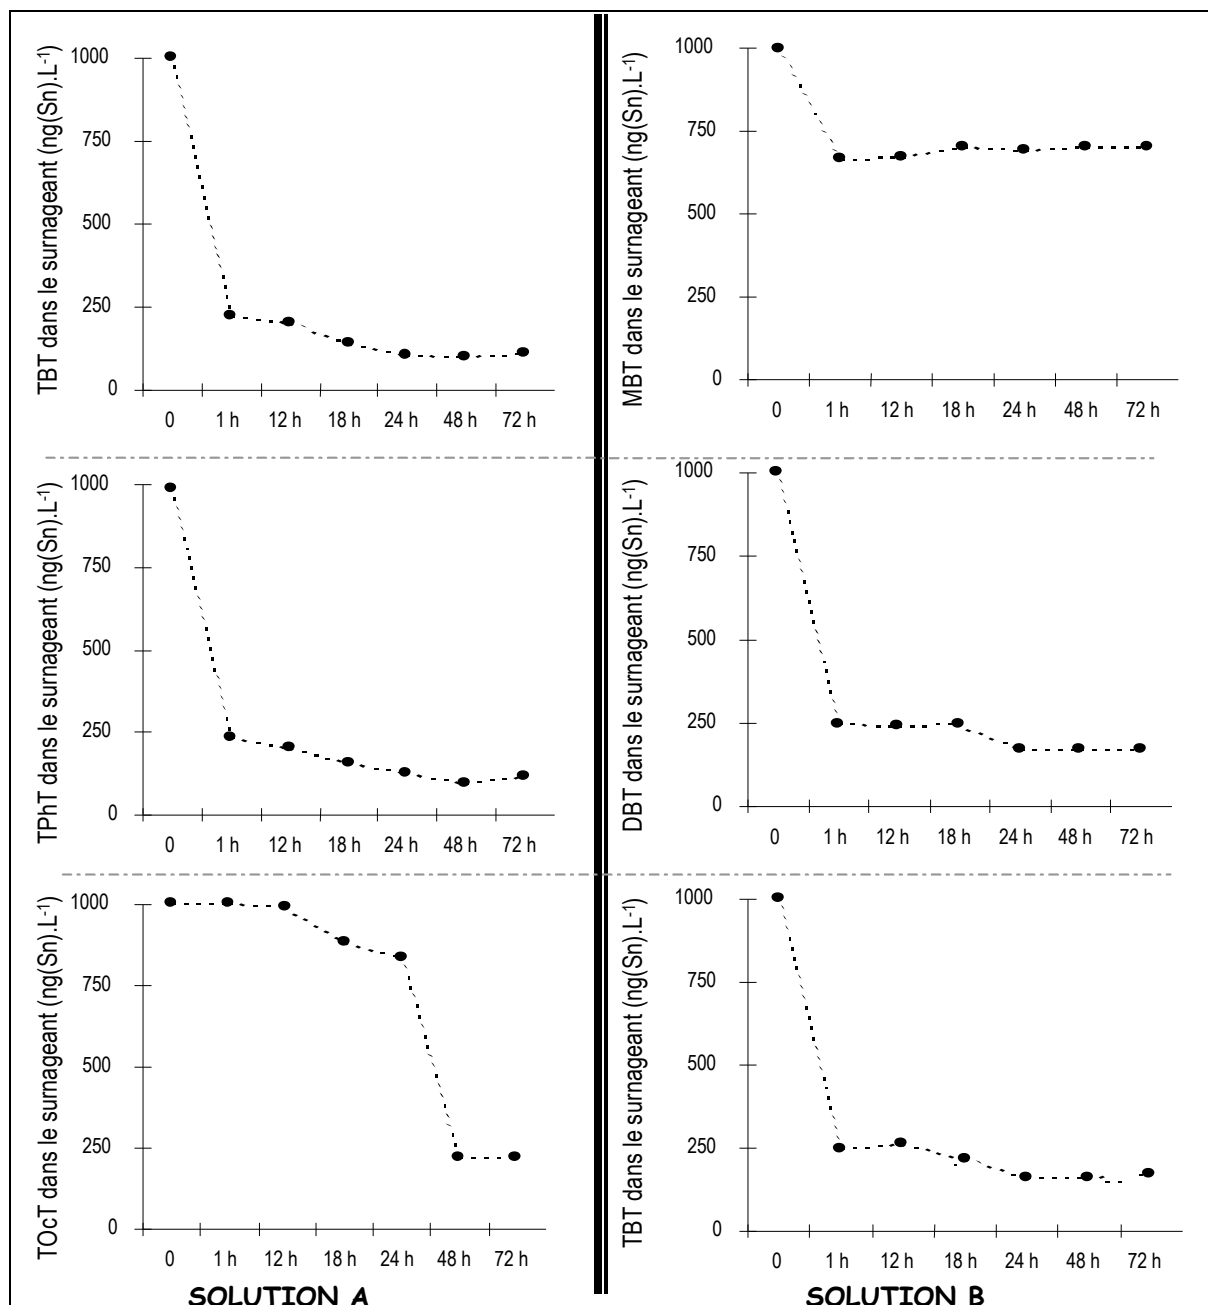 TBT dans le surnageant (ng(Sn).L-1)
1000
750
500
250
0
0 1 h 12 h 18 h 24 h 48 h 72 h
MBT dans le surnageant (ng(Sn).L-1)
1000
750
500
250
0
0 1 h 12 h 18 h 24 h 48 h 72 h
TPhT dans le surnageant (ng(Sn).L-1)
1000
750
500
250
0
0 1 h 12 h 18 h 24 h 48 h 72 h
DBT dans le surnageant (ng(Sn).L-1)
1000
750
500
250
0
0 1 h 12 h 18 h 24 h 48 h 72 h
TOcT dans le surnageant (ng(Sn).L-1)
1000
750
500
250
0
0 1 h 12 h 18 h 24 h 48 h 72 h
TBT dans le surnageant (ng(Sn).L-1)
1000
750
500
250
0
0 1 h 12 h 18 h 24 h 48 h 72 h
SOLUTION A
SOLUTION B